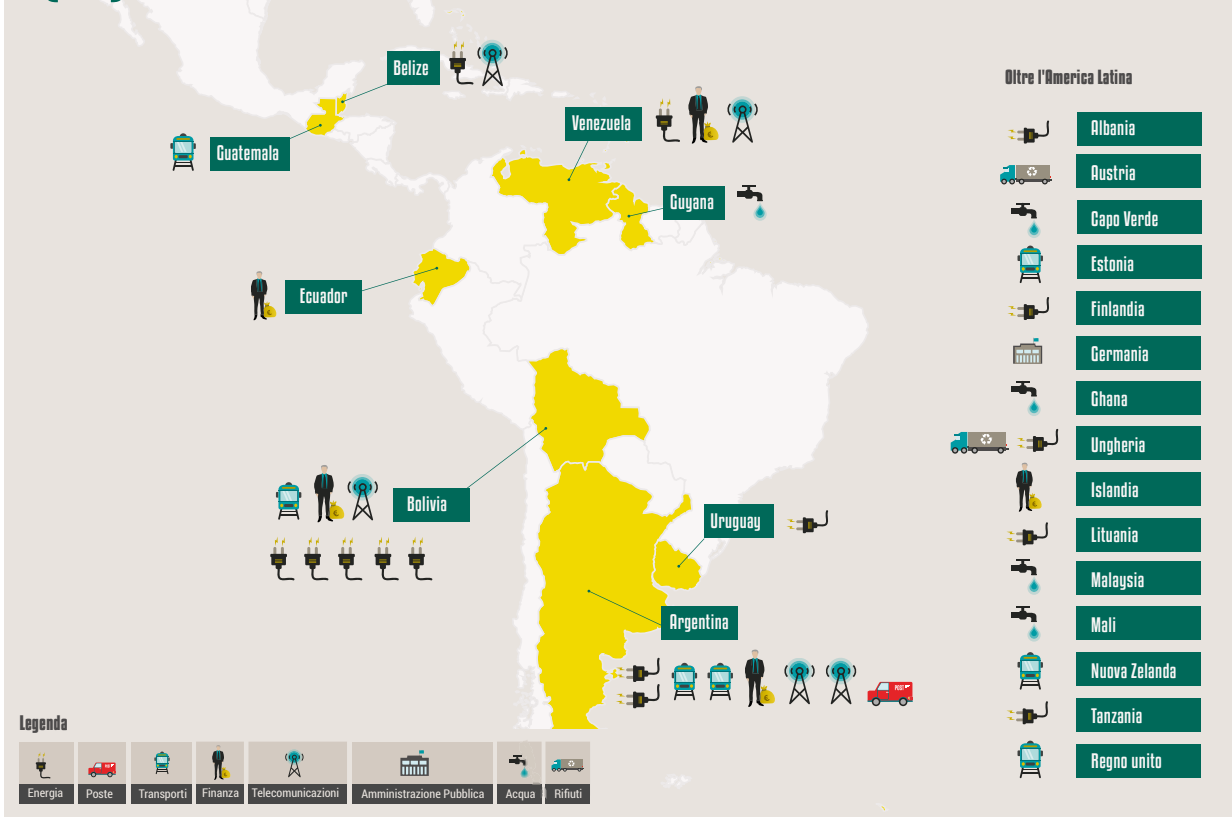 Belize
Venezuela
Guatemala
Guyana
Ecuador
Bolivia
Uruguay
Argentina
POST
Oltre l'America Latina
Albania
Austria
Capo Verde
Estonia
Finlandia
Germania
Ghana
Ungheria
Islandia
Lituania
Malaysia
Mali
Nuova Zelanda
Tanzania
Regno unito
Legenda
Energia
Poste
Transporti
Finanza
Telecomunicazioni
Amministrazione Pubblica
Acqua
Rifiuti